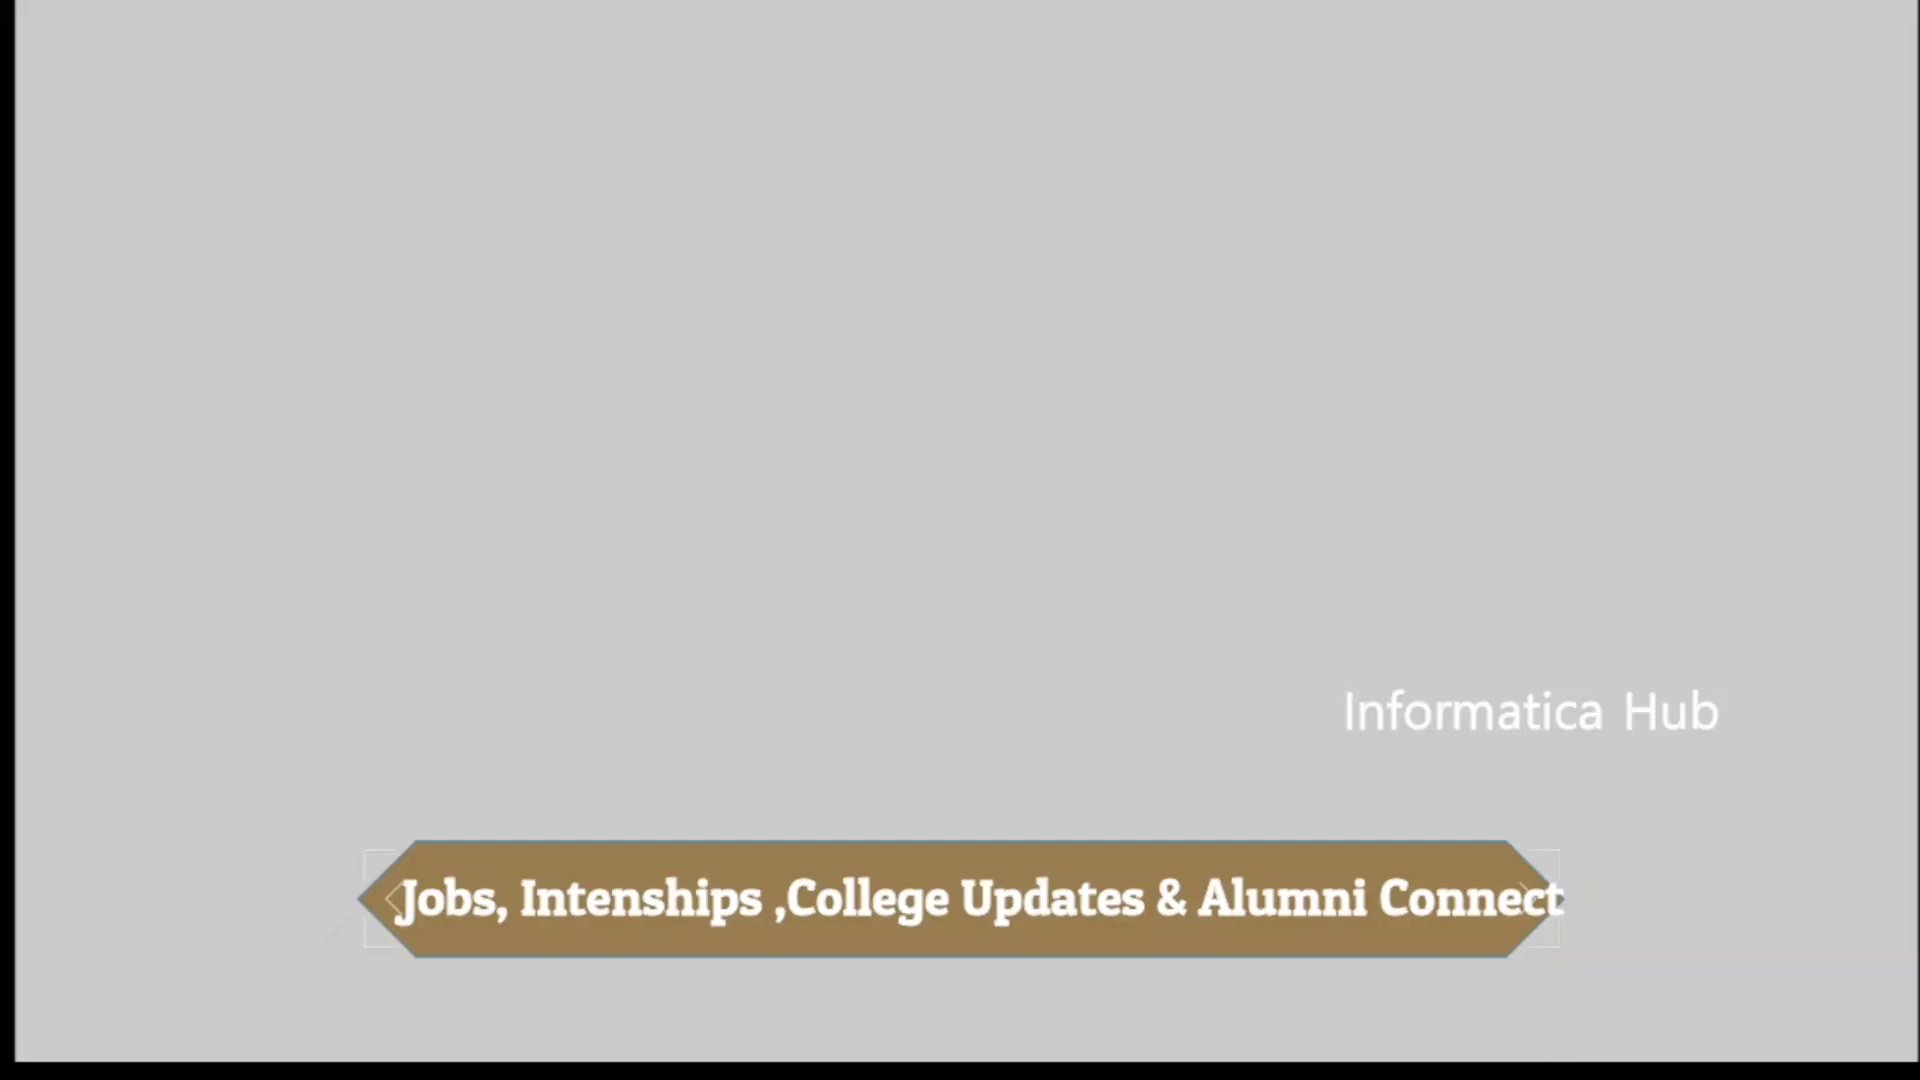 Informatica Hub
Jobs, Intenships ,College Updates & Alumni Connect